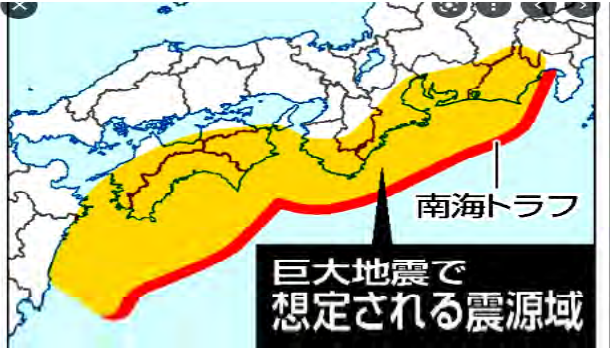 南海トラフ
巨大地震で
想定される震源域